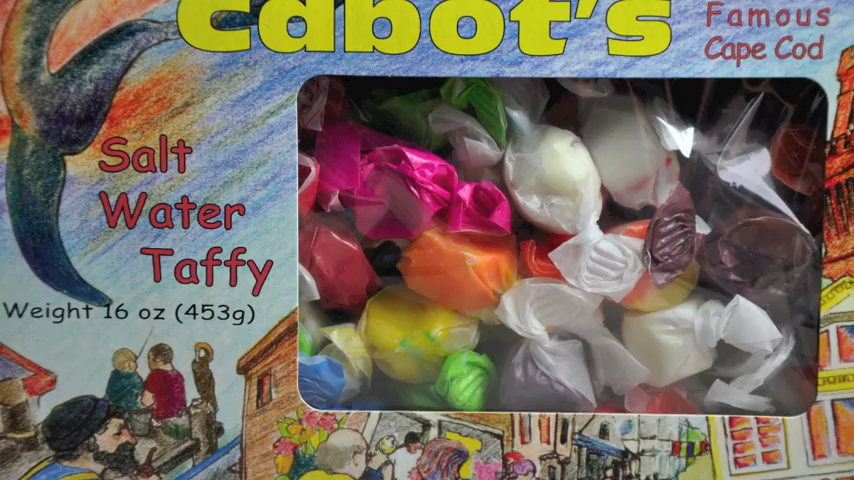 Cabot's
Famous
Cape Cod
Salt
Water
Taffy
Weight 16 oz (453g)